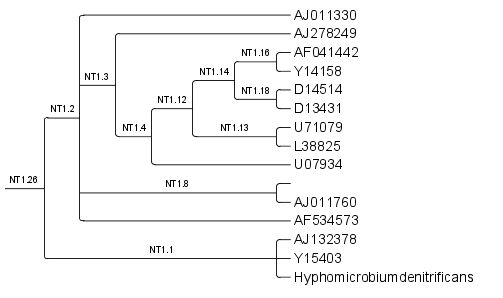 AJ011330
AJ278249
NT1.16
AF041442
NT1.3
NT1.14
Y14158
NT1.18
D14514
NT1.12
D13431
NT1.2
NT1.4
NT1.13
U71079
L38825
U07934
NT1.26
NT1.8
AJ011760
AF534573
AJ132378
NT1.1
Y15403
Hyphomicrobiumdenitrificans